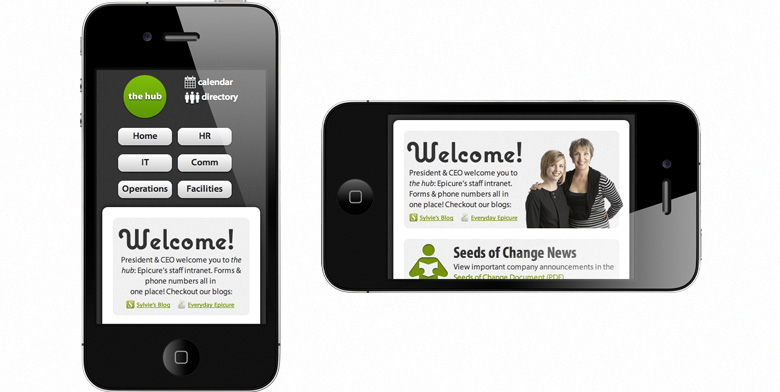 the hub
calendar
directory
Home
HR
IT
Comm
Operations
Facilities
Welcome!
President & CEO welcome you to the
hub: Epicure's staff intranet. Forms &
phone numbers all in
one place! Checkout our blogs:
Sylvie's Blog
Everyday Epicure
Welcome!
President & CEO welcome you to
the hub: Epicure's staff intranet.
Forms & phone numbers all in
one place! Checkout our blogs:
Sylvie's Blog
Everyday Epicure
Seeds of Change News
View important company announcements in the
Seeds of Change Document (PDF)